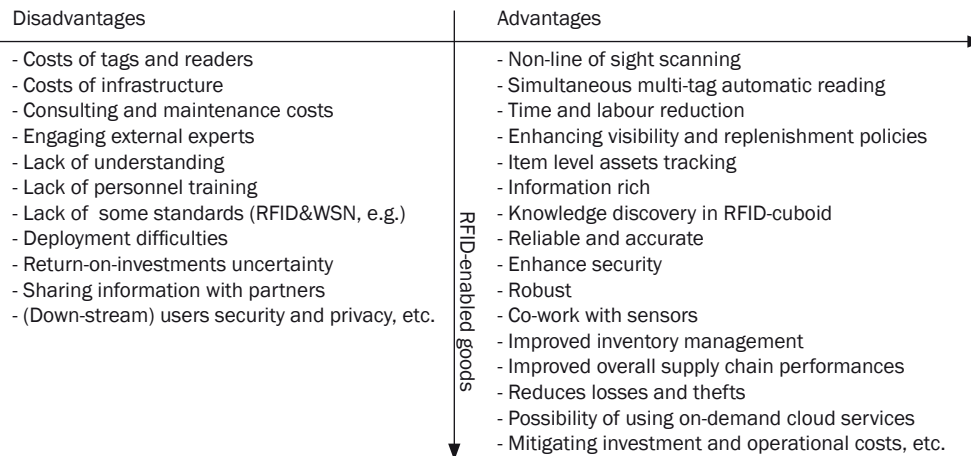 Disadvantages
- Costs of tags and readers
- Costs of infrastructure
- Consulting and maintenance costs
- Engaging external experts
- Lack of understanding
- Lack of personnel training
- Lack of some standards (RFID&WSN, e.g.)
- Deployment difficulties
- Return-on-investments uncertainty
- Sharing information with partners
- (Down-stream) users security and privacy, etc.
RFID-enabled goods
Advantages
- Non-line of sight scanning
- Simultaneous multi-tag automatic reading
- Time and labour reduction
- Enhancing visibility and replenishment policies
- Item level assets tracking
- Information rich
- Knowledge discovery in RFID-cuboid
- Reliable and accurate
- Enhance security
- Robust
- Co-work with sensors
- Improved inventory management
- Improved overall supply chain performances
- Reduces losses and thefts
- Possibility of using on-demand cloud services
- Mitigating investment and operational costs, etc.